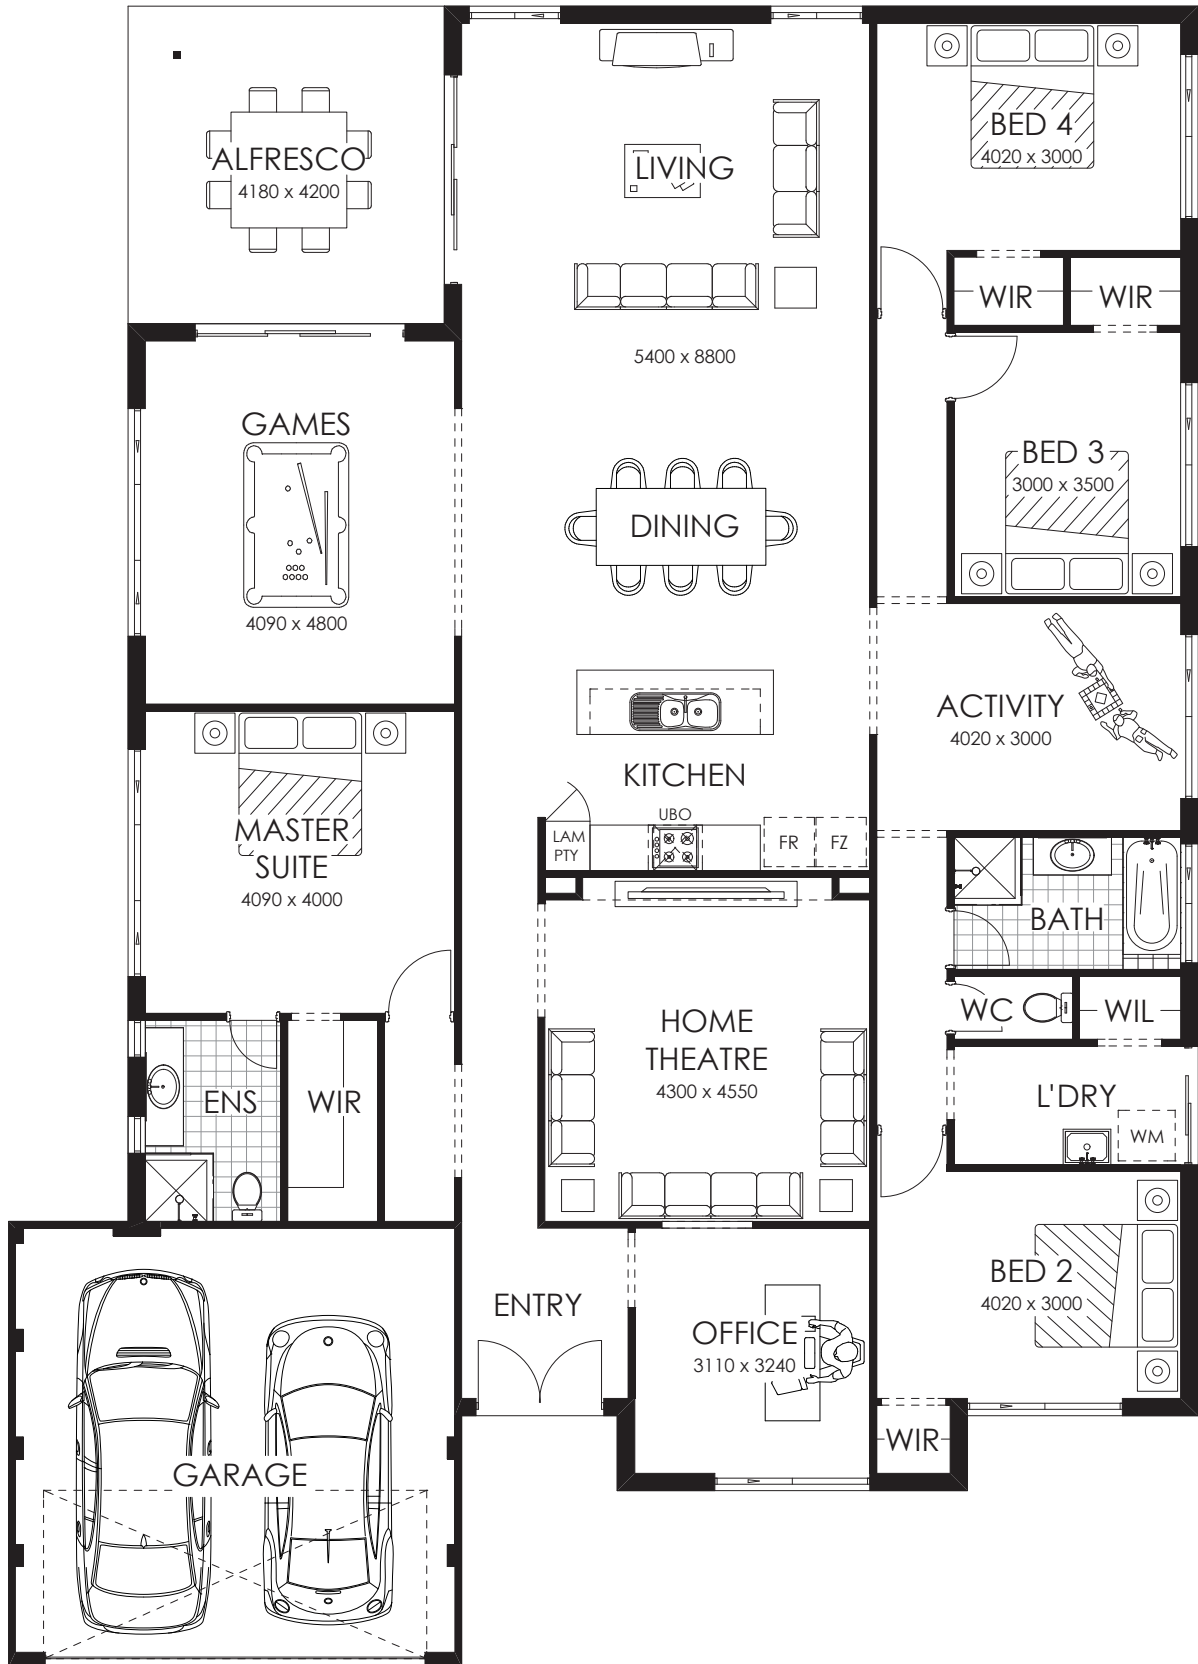 ALFRESCO
4180 x 4200
LIVING
5400 x 8800
BED 4
4020 x 3000
WIR
WIR
GAMES
4090 x 4800
BED 3
3000 x 3500
DINING
ACTIVITY
4020 x 3000
KITCHEN
UBO
LAM
PTY
FR
FZ
MASTER
SUITE
4090 x 4000
BATH
WC
WIL
HOME
THEATRE
4300 x 4550
ENS
WIR
L'DRY
WM
BED 2
4020 x 3000
ENTRY
OFFICE
3110 x 3240
WIR
GARAGE